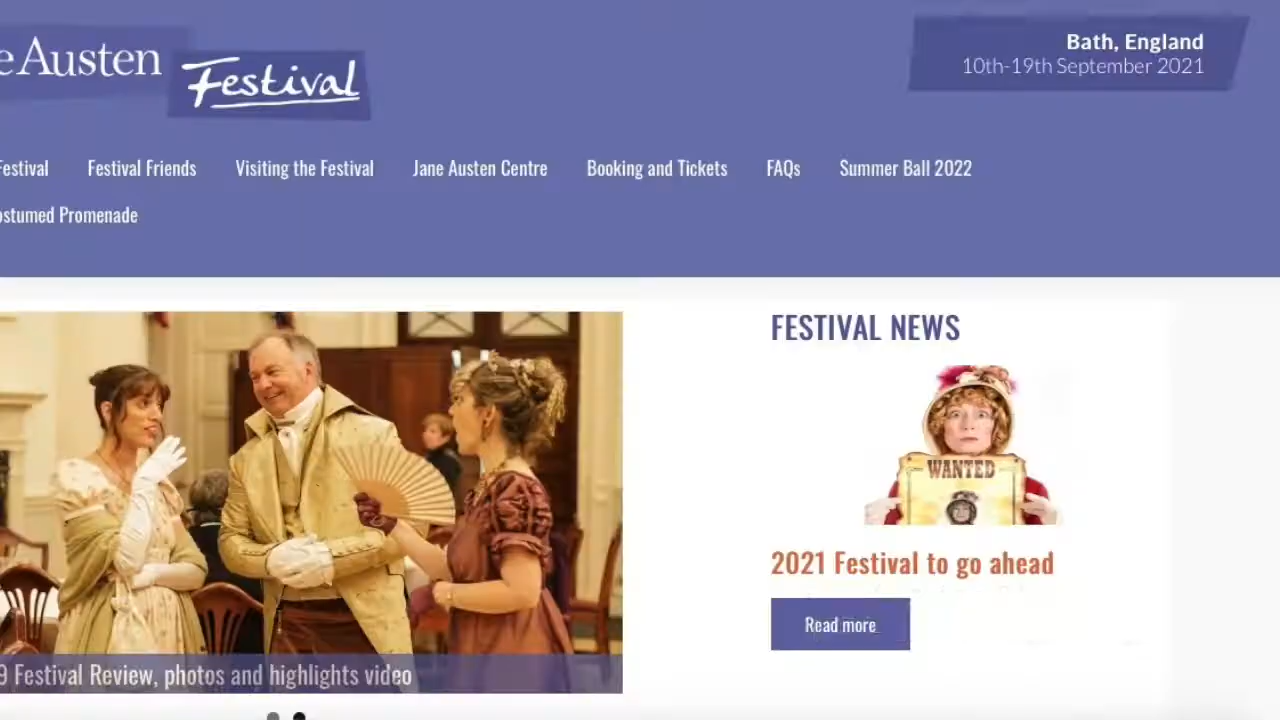 e Austen
Festival
Bath, England
10th-19th September 2021
Festival Festival Friends Visiting the Festival Jane Austen Centre Booking and Tickets FAQs Summer Ball 2022
ostumed Promenade
FESTIVAL NEWS
WANTED
2021 Festival to go ahead
Read more
9 Festival Review, photos and highlights video